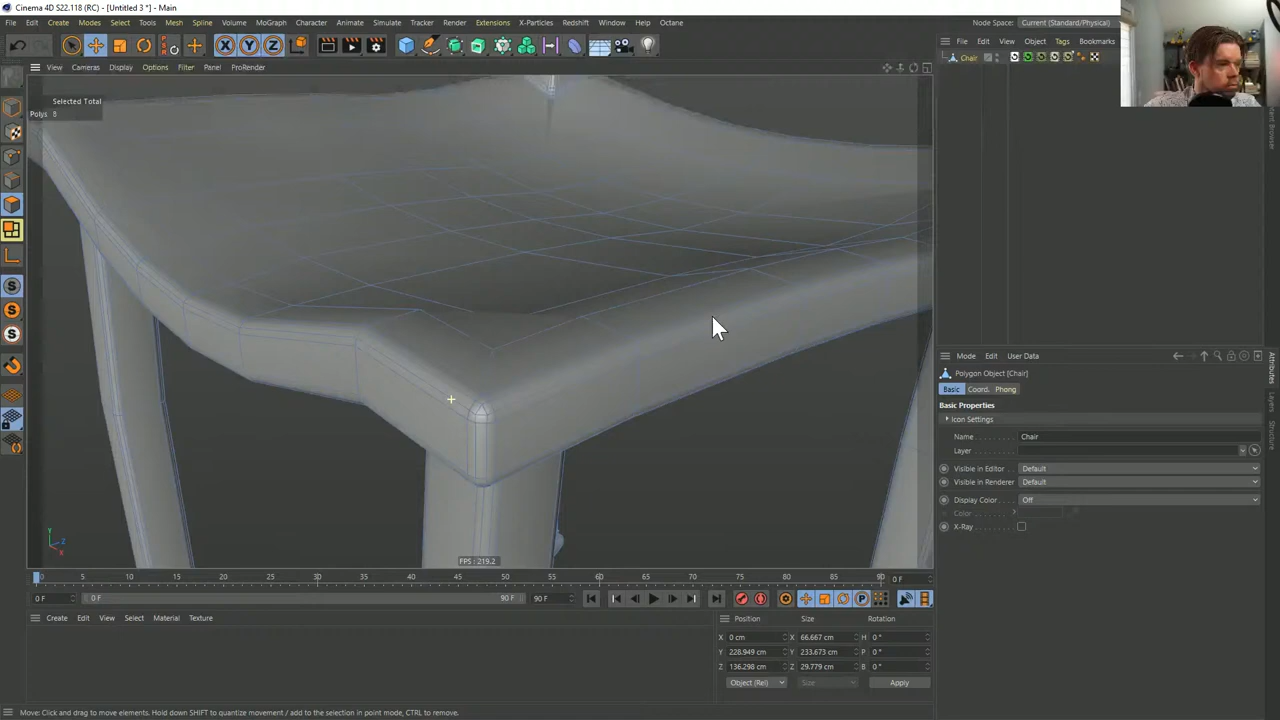 Cinema 4D S22.118 (RC) - [Untitled 3 *] - Main
File Edit Create Modes Select Tools Mesh Spline Volume MoGraph Character Animate Simulate Tracker Render Extensions X-Particles Redshift Window Help Octane
Node Space: Current (Standard/Physical)
View Cameras Display Options Filter Panel ProRender
File Edit View Object Tags Bookmarks
Chair
Selected Total
Polys 8
Mode Edit User Data
Polygon Object [Chair]
Basic Coord. Phong
Basic Properties
Icon Settings
Name Chair
Layer
Visible in Editor Default
Visible in Renderer Default
Display Color Off
Color
X-Ray
Attributes
Layers
Structure
FPS : 219.2
0 5 10 15 20 25 30 35 40 45 50 55 60 65 70 75 80 85 90 0 F
0 F 0 F 90 F 90 F
Create Edit View Select Material Texture
Position Size Rotation
X 0 cm X 66.667 cm H 0 °
Y 228.949 cm Y 233.673 cm P 0 °
Z 136.298 cm Z 29.779 cm B 0 °
Object (Rel) Size Apply
Move: Click and drag to move elements. Hold down SHIFT to quantize movement / add to the selection in point mode, CTRL to remove.